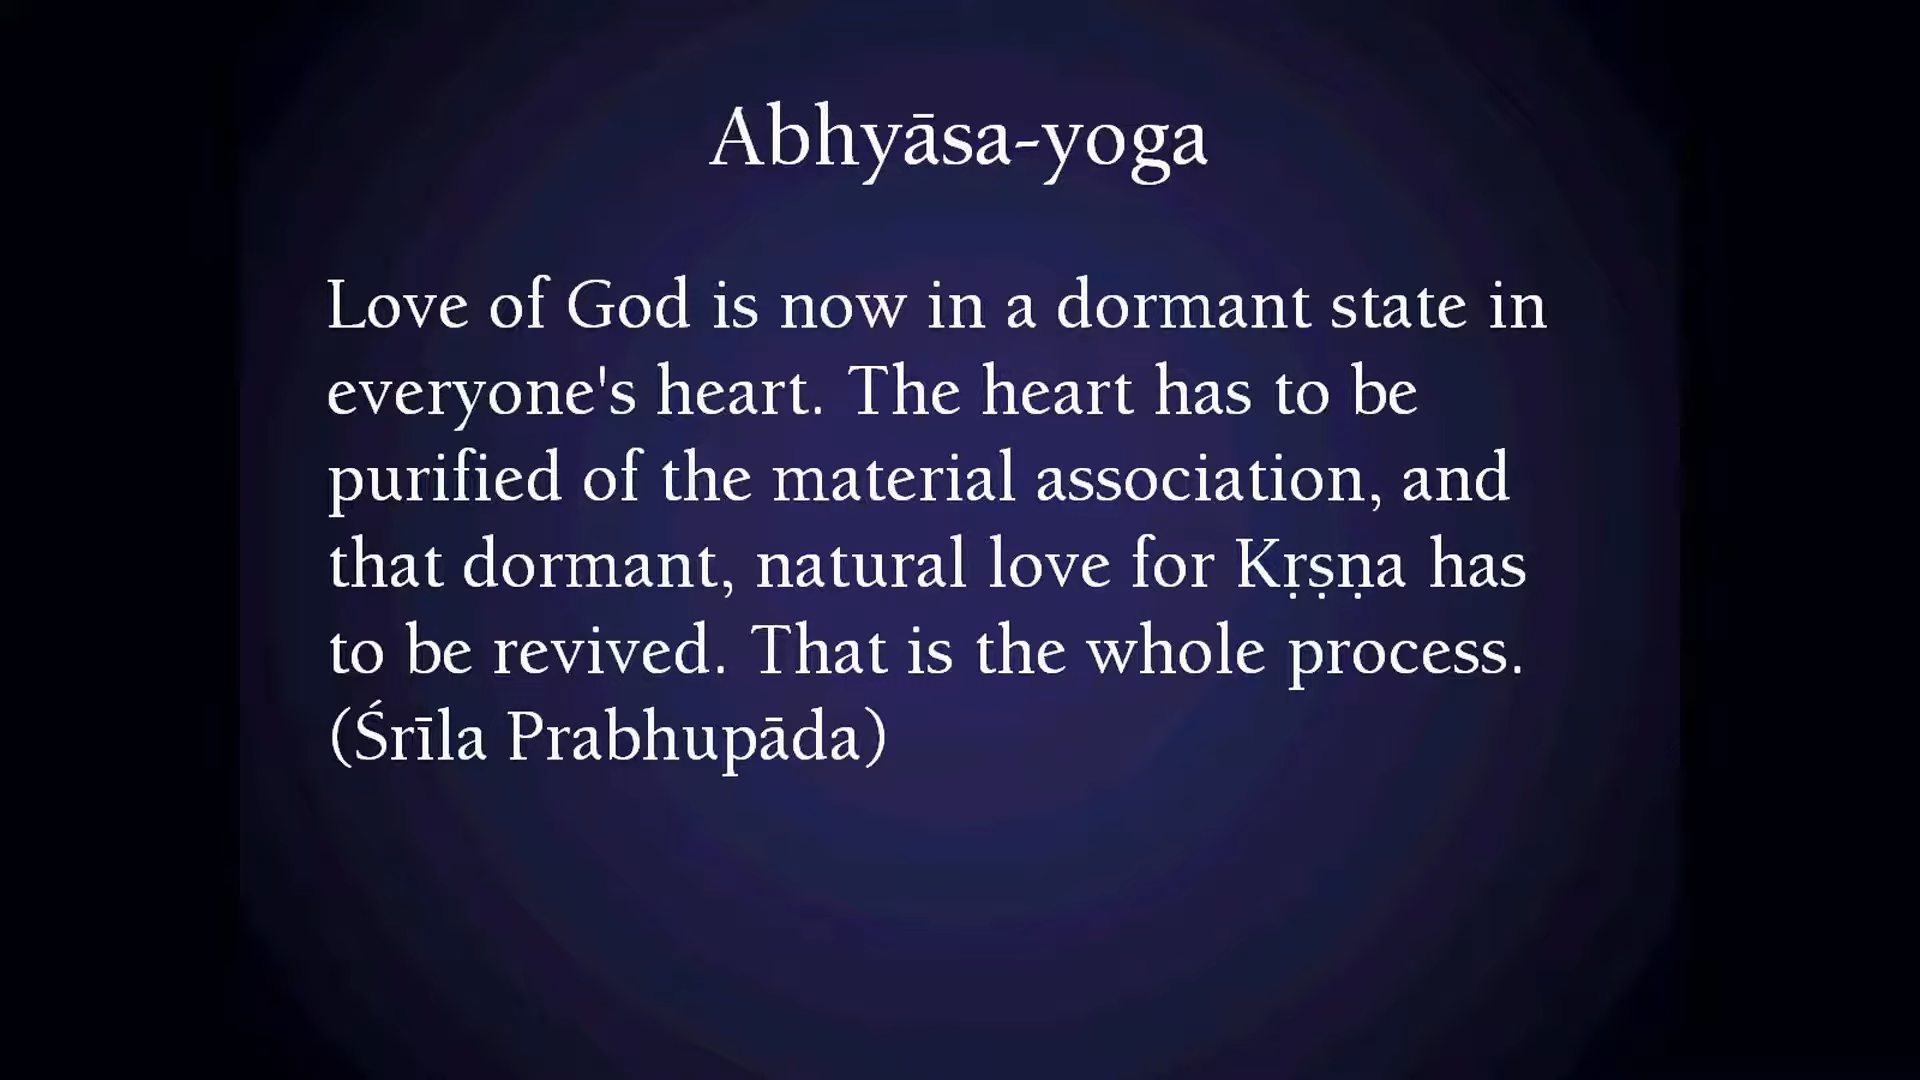 Abhyāsa-yoga
Love of God is now in a dormant state in
everyone's heart. The heart has to be
purified of the material association, and
that dormant, natural love for Kṛṣṇa has
to be revived. That is the whole process.
(Śrīla Prabhupāda)